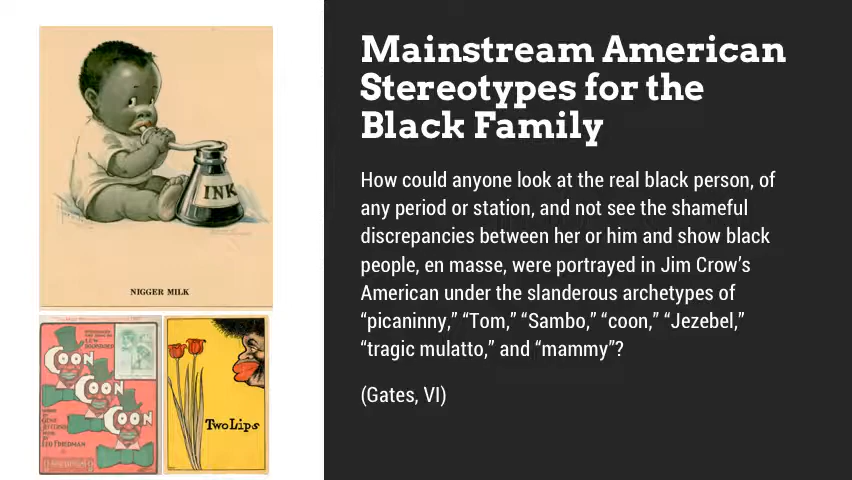 Mainstream American
Stereotypes for the
Black Family
How could anyone look at the real black person, of
any period or station, and not see the shameful
discrepancies between her or him and show black
people, en masse, were portrayed in Jim Crow's
American under the slanderous archetypes of
“picaninny,” “Tom,” “Sambo,” “coon,” “Jezebel,”
“tragic mulatto,” and “mammy”?
(Gates, VI)
INK
NIGGER MILK
COON
COON
COON
LEO FRIEDMAN
Two Lips